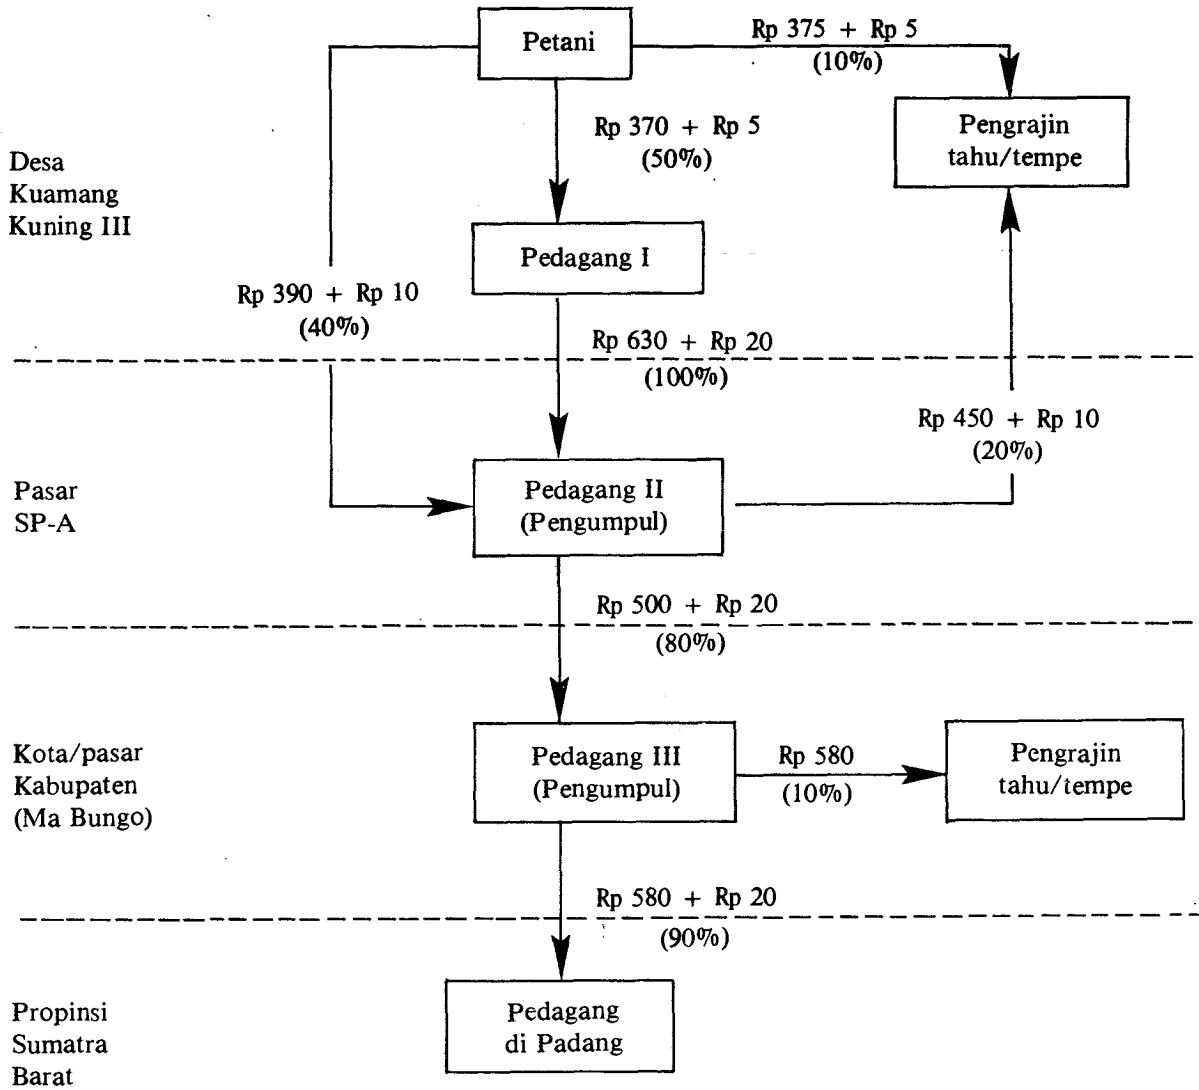 Petani
Rp 375 + Rp 5
(10%)
Pengrajin
tahu/tempe
Rp 370 + Rp 5
(50%)
Desa
Kuamang
Kuning III
Pedagang I
Rp 390 + Rp 10
(40%)
Rp 630 + Rp 20
(100%)
Rp 450 + Rp 10
(20%)
Pasar
SP-A
Pedagang II
(Pengumpul)
Rp 500 + Rp 20
(80%)
Kota/pasar
Kabupaten
(Ma Bungo)
Pedagang III
(Pengumpul)
Rp 580
(10%)
Pengrajin
tahu/tempe
Rp 580 + Rp 20
(90%)
Propinsi
Sumatra
Barat
Pedagang
di Padang